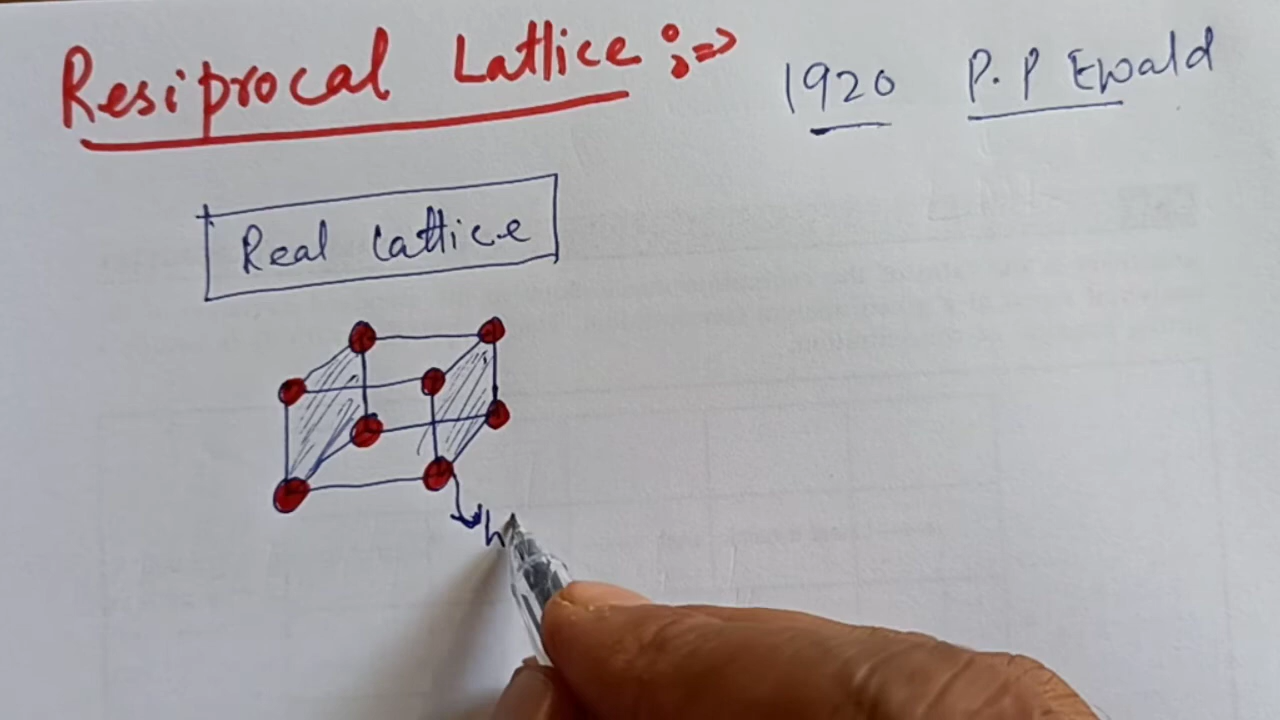 Resiprocal Lattice :⇒ 1920 P.P Ewald
Real Lattice
h